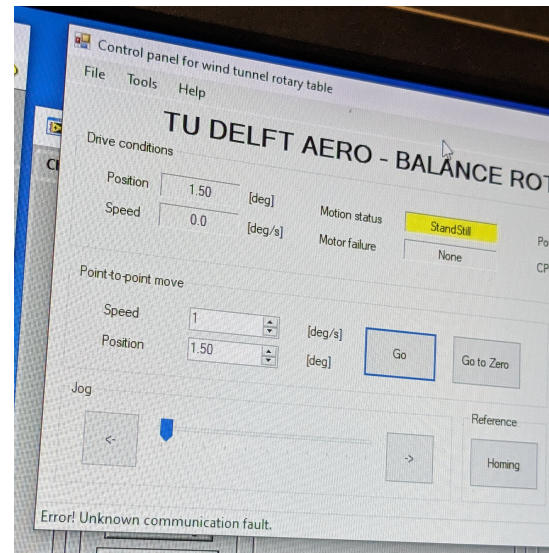 Control panel for wind tunnel rotary table
File Tools Help
TU DELFT AERO - BALANCE ROT
Drive conditions
Position 1.50 [deg]
Speed 0.0 [deg/s]
Motion status StandStill
Motor failure None
Po
CP
Point-to-point move
Speed 1 [deg/s]
Position 1.50 [deg]
Go
Go to Zero
Jog
<-
->
Reference
Homing
Error! Unknown communication fault.